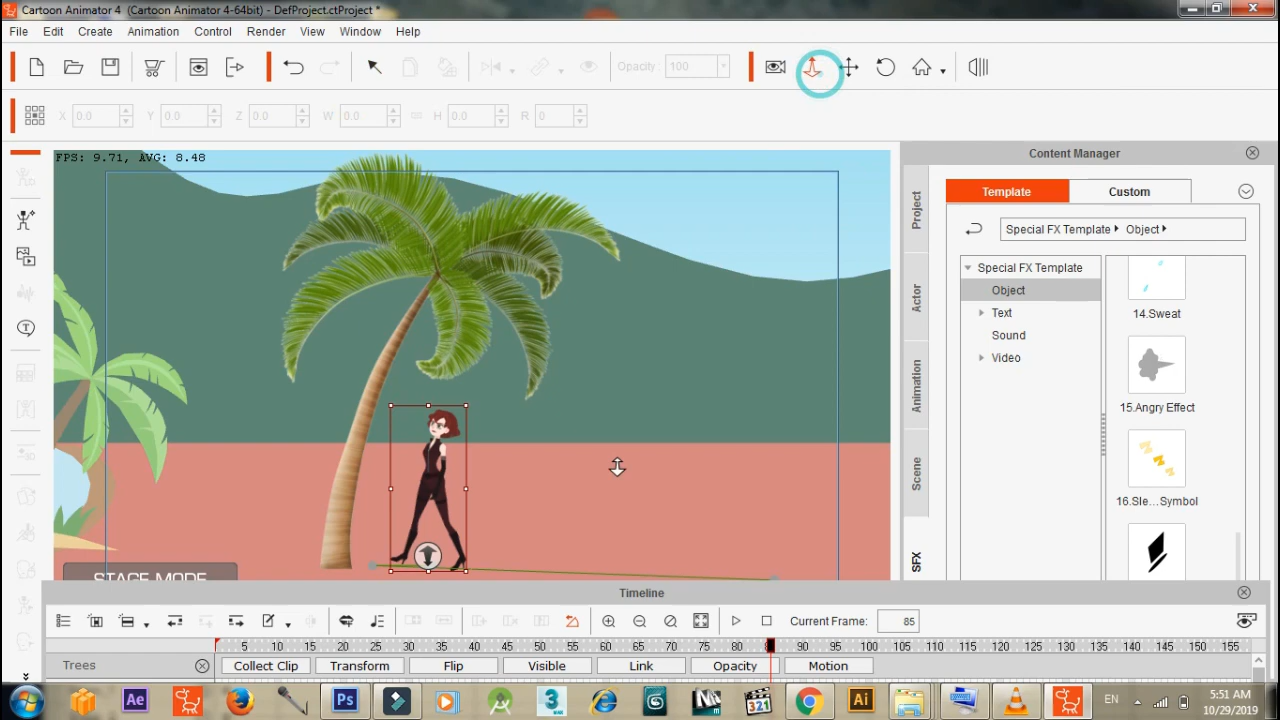 Cartoon Animator 4 (Cartoon Animator 4-64bit) - DefProject.ctProject *
File Edit Create Animation Control Render View Window Help
Opacity : 100
X 0.0 Y 0.0 Z 0.0 W 0.0 H 0.0 R 0
FPS: 9.71, AVG: 8.48
Content Manager
Template Custom
Special FX Template Object
Project
Actor
Animation
Scene
SFX
Special FX Template
Object
Text
Sound
Video
14.Sweat
15.Angry Effect
16.Sle...Symbol
STAGE MODE
Timeline
Current Frame: 85
5 10 15 20 25 30 35 40 45 50 55 60 65 70 75 80 90 95 100 105 110 115 120 125 130 135 140 145 150 155
Trees Collect Clip Transform Flip Visible Link Opacity Motion
Ae Ps 3 321 Ai EN 5:51 AM
10/29/2019